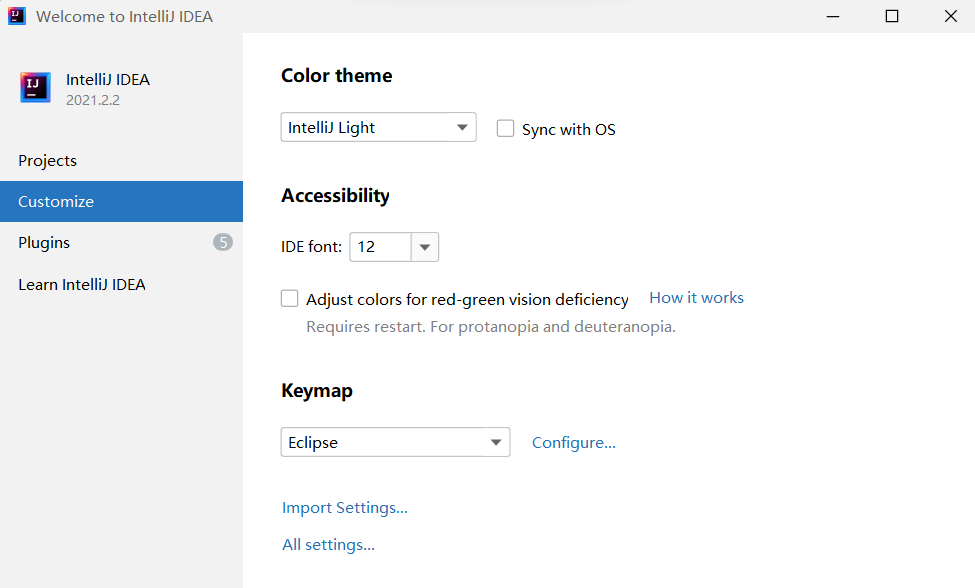 Welcome to IntelliJ IDEA
IJ
IntelliJ IDEA
2021.2.2
Projects
Customize
Plugins 5
Learn IntelliJ IDEA
Color theme
IntelliJ Light Sync with OS
Accessibility
IDE font: 12
Adjust colors for red-green vision deficiency How it works
Requires restart. For protanopia and deuteranopia.
Keymap
Eclipse Configure...
Import Settings...
All settings...